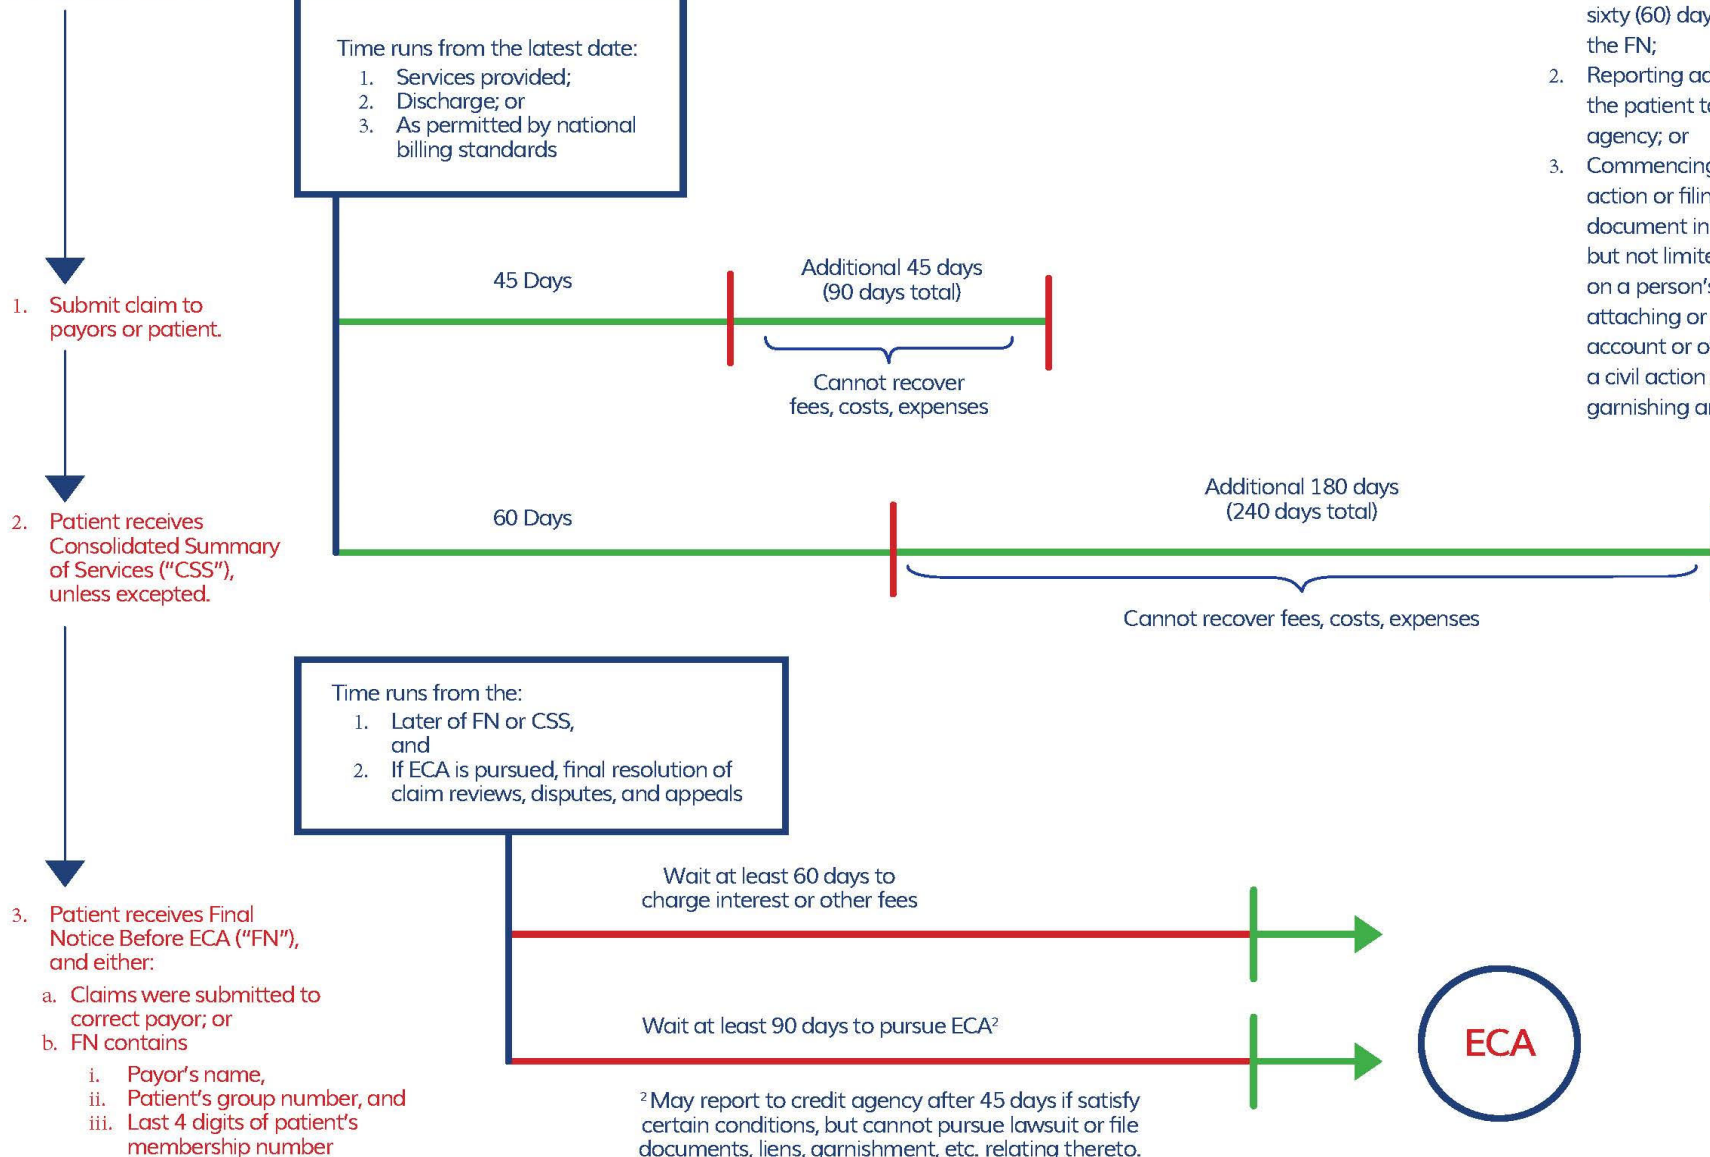 Time runs from the latest date:
1. Services provided;
2. Discharge; or
3. As permitted by national
billing standards
sixty (60) day
the FN;
2. Reporting ad
the patient to
agency; or
3. Commencing
action or filin
document in
but not limite
on a person's
attaching or
account or o
a civil action
garnishing a
1. Submit claim to
payors or patient.
45 Days
Additional 45 days
(90 days total)
Cannot recover
fees, costs, expenses
2. Patient receives
Consolidated Summary
of Services ("CSS"),
unless excepted.
60 Days
Additional 180 days
(240 days total)
Cannot recover fees, costs, expenses
Time runs from the:
1. Later of FN or CSS,
and
2. If ECA is pursued, final resolution of
claim reviews, disputes, and appeals
3. Patient receives Final
Notice Before ECA ("FN"),
and either:
a. Claims were submitted to
correct payor; or
b. FN contains
i. Payor's name,
ii. Patient's group number, and
iii. Last 4 digits of patient's
membership number
Wait at least 60 days to
charge interest or other fees
Wait at least 90 days to pursue ECA²
ECA
² May report to credit agency after 45 days if satisfy
certain conditions, but cannot pursue lawsuit or file
documents, liens, garnishment, etc. relating thereto.